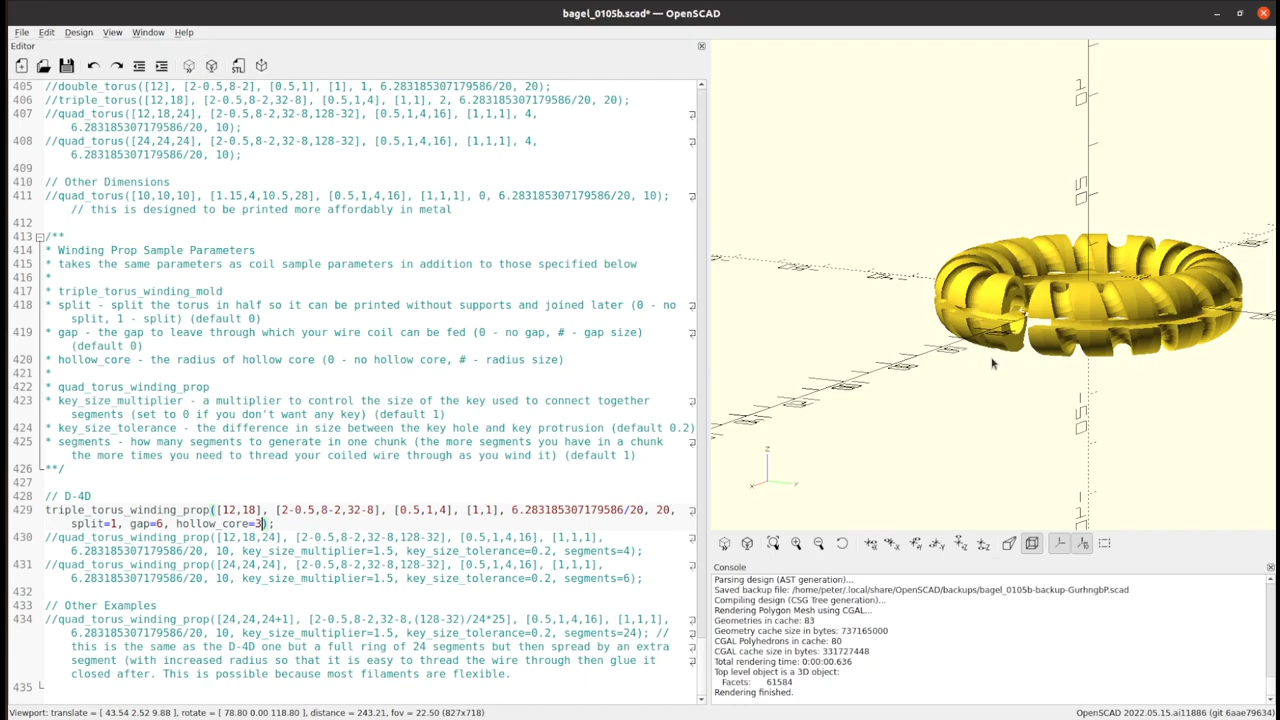 bagel_0105b.scad* — OpenSCAD
File Edit Design View Window Help
Editor
405 //double_torus([12], [2-0.5,8-2], [0.5,1], [1], 1, 6.283185307179586/20, 20);
406 //triple_torus([12,18], [2-0.5,8-2,32-8], [0.5,1,4], [1,1], 2, 6.283185307179586/20, 20);
407 //quad_torus([12,18,24], [2-0.5,8-2,32-8,128-32], [0.5,1,4,16], [1,1,1], 4,
6.283185307179586/20, 10);
408 //quad_torus([24,24,24], [2-0.5,8-2,32-8,128-32], [0.5,1,4,16], [1,1,1], 4,
6.283185307179586/20, 10);
409
410 // Other Dimensions
411 //quad_torus([10,10,10], [1.15,4,10.5,28], [0.5,1,4,16], [1,1,1], 0, 6.283185307179586/20, 10);
// this is designed to be printed more affordably in metal
412
413 /**
414 * Winding Prop Sample Parameters
415 * takes the same parameters as coil sample parameters in addition to those specified below
416 *
417 * triple_torus_winding_mold
418 * split - split the torus in half so it can be printed without supports and joined later (0 - no
split, 1 - split) (default 0)
419 * gap - the gap to leave through which your wire coil can be fed (0 - no gap, # - gap size)
(default 0)
420 * hollow_core - the radius of hollow core (0 - no hollow core, # - radius size)
421 *
422 * quad_torus_winding_prop
423 * key_size_multiplier - a multiplier to control the size of the key used to connect together
segments (set to 0 if you don't want any key) (default 1)
424 * key_size_tolerance - the difference in size between the key hole and key protrusion (default 0.2)
425 * segments - how many segments to generate in one chunk (the more segments you have in a chunk
the more times you need to thread your coiled wire through as you wind it) (default 1)
426 **/
427
428 // D-4D
429 triple_torus_winding_prop([12,18], [2-0.5,8-2,32-8], [0.5,1,4], [1,1], 6.283185307179586/20, 20,
split=1, gap=6, hollow_core=3);
430 //quad_torus_winding_prop([12,18,24], [2-0.5,8-2,32-8,128-32], [0.5,1,4,16], [1,1,1],
6.283185307179586/20, 10, key_size_multiplier=1.5, key_size_tolerance=0.2, segments=4);
431 //quad_torus_winding_prop([24,24,24], [2-0.5,8-2,32-8,128-32], [0.5,1,4,16], [1,1,1],
6.283185307179586/20, 10, key_size_multiplier=1.5, key_size_tolerance=0.2, segments=6);
432
433 // Other Examples
434 //quad_torus_winding_prop([24,24,24+1], [2-0.5,8-2,32-8,(128-32)/24*25], [0.5,1,4,16], [1,1,1],
6.283185307179586/20, 10, key_size_multiplier=1.5, key_size_tolerance=0.2, segments=24); //
this is the same as the D-4D one but a full ring of 24 segments but then spread by an extra
segment (with increased radius so that it is easy to thread the wire through then glue it
closed after. This is possible because most filaments are flexible.
435
z
x
y
Console
Parsing design (AST generation)...
Saved backup file: /home/peter/.local/share/OpenSCAD/backups/bagel_0105b-backup-GurhngbP.scad
Compiling design (CSG Tree generation)...
Rendering Polygon Mesh using CGAL...
Geometries in cache: 83
Geometry cache size in bytes: 737165000
CGAL Polyhedrons in cache: 80
CGAL cache size in bytes: 331727448
Total rendering time: 0:00:00.636
Top level object is a 3D object:
Facets: 61584
Rendering finished.
Viewport: translate = [ 43.54 2.52 9.88 ], rotate = [ 78.80 0.00 118.80 ], distance = 243.21, fov = 22.50 (827x718)
OpenSCAD 2022.05.15.ai11886 (git 6aae79634)